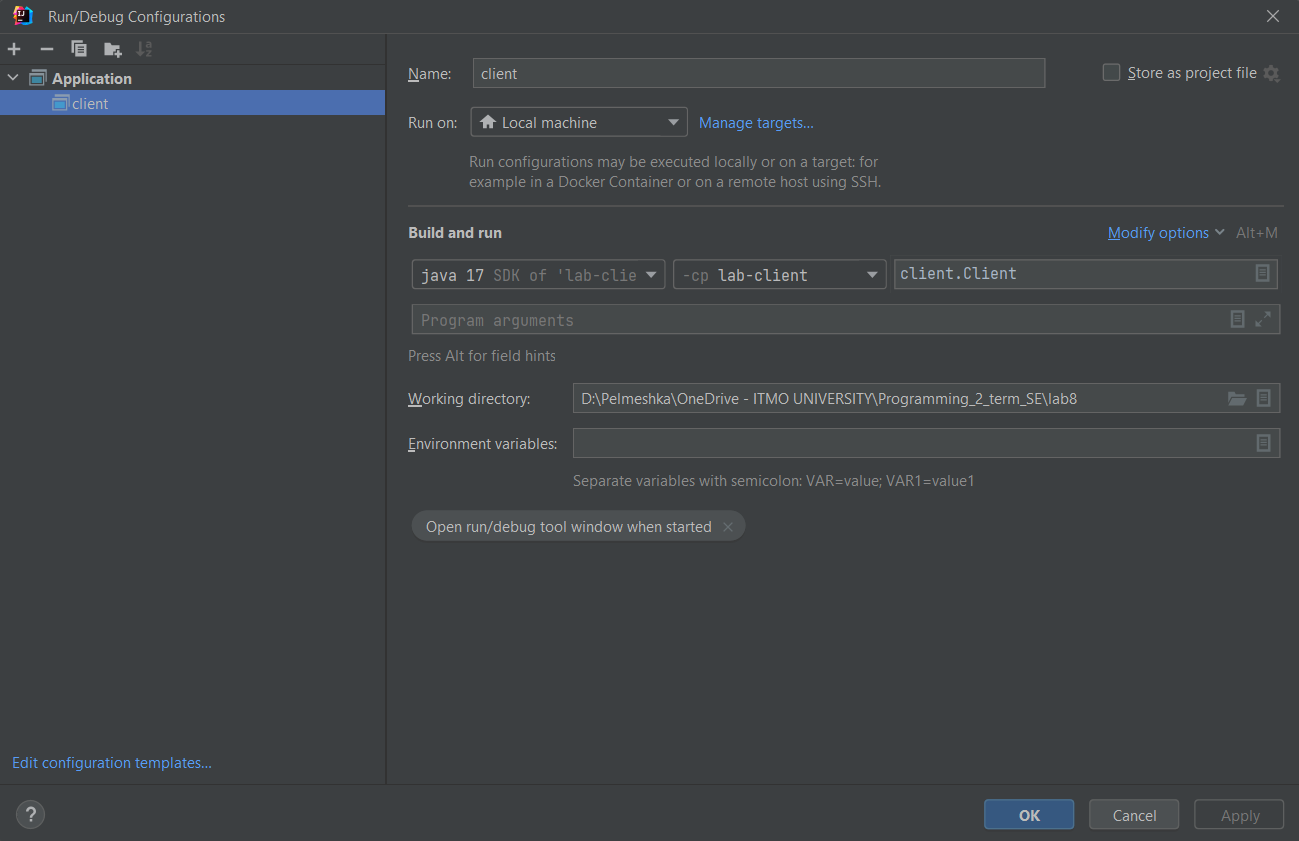 Run/Debug Configurations
Application
client
Edit configuration templates...
Name: client
Store as project file
Run on: Local machine Manage targets...
Run configurations may be executed locally or on a target: for
example in a Docker Container or on a remote host using SSH.
Build and run Modify options Alt+M
java 17 SDK of 'lab-clie -cp lab-client client.Client
Program arguments
Press Alt for field hints
Working directory: D:\Pelmeshka\OneDrive - ITMO UNIVERSITY\Programming_2_term_SE\lab8
Environment variables:
Separate variables with semicolon: VAR=value; VAR1=value1
Open run/debug tool window when started
? OK Cancel Apply